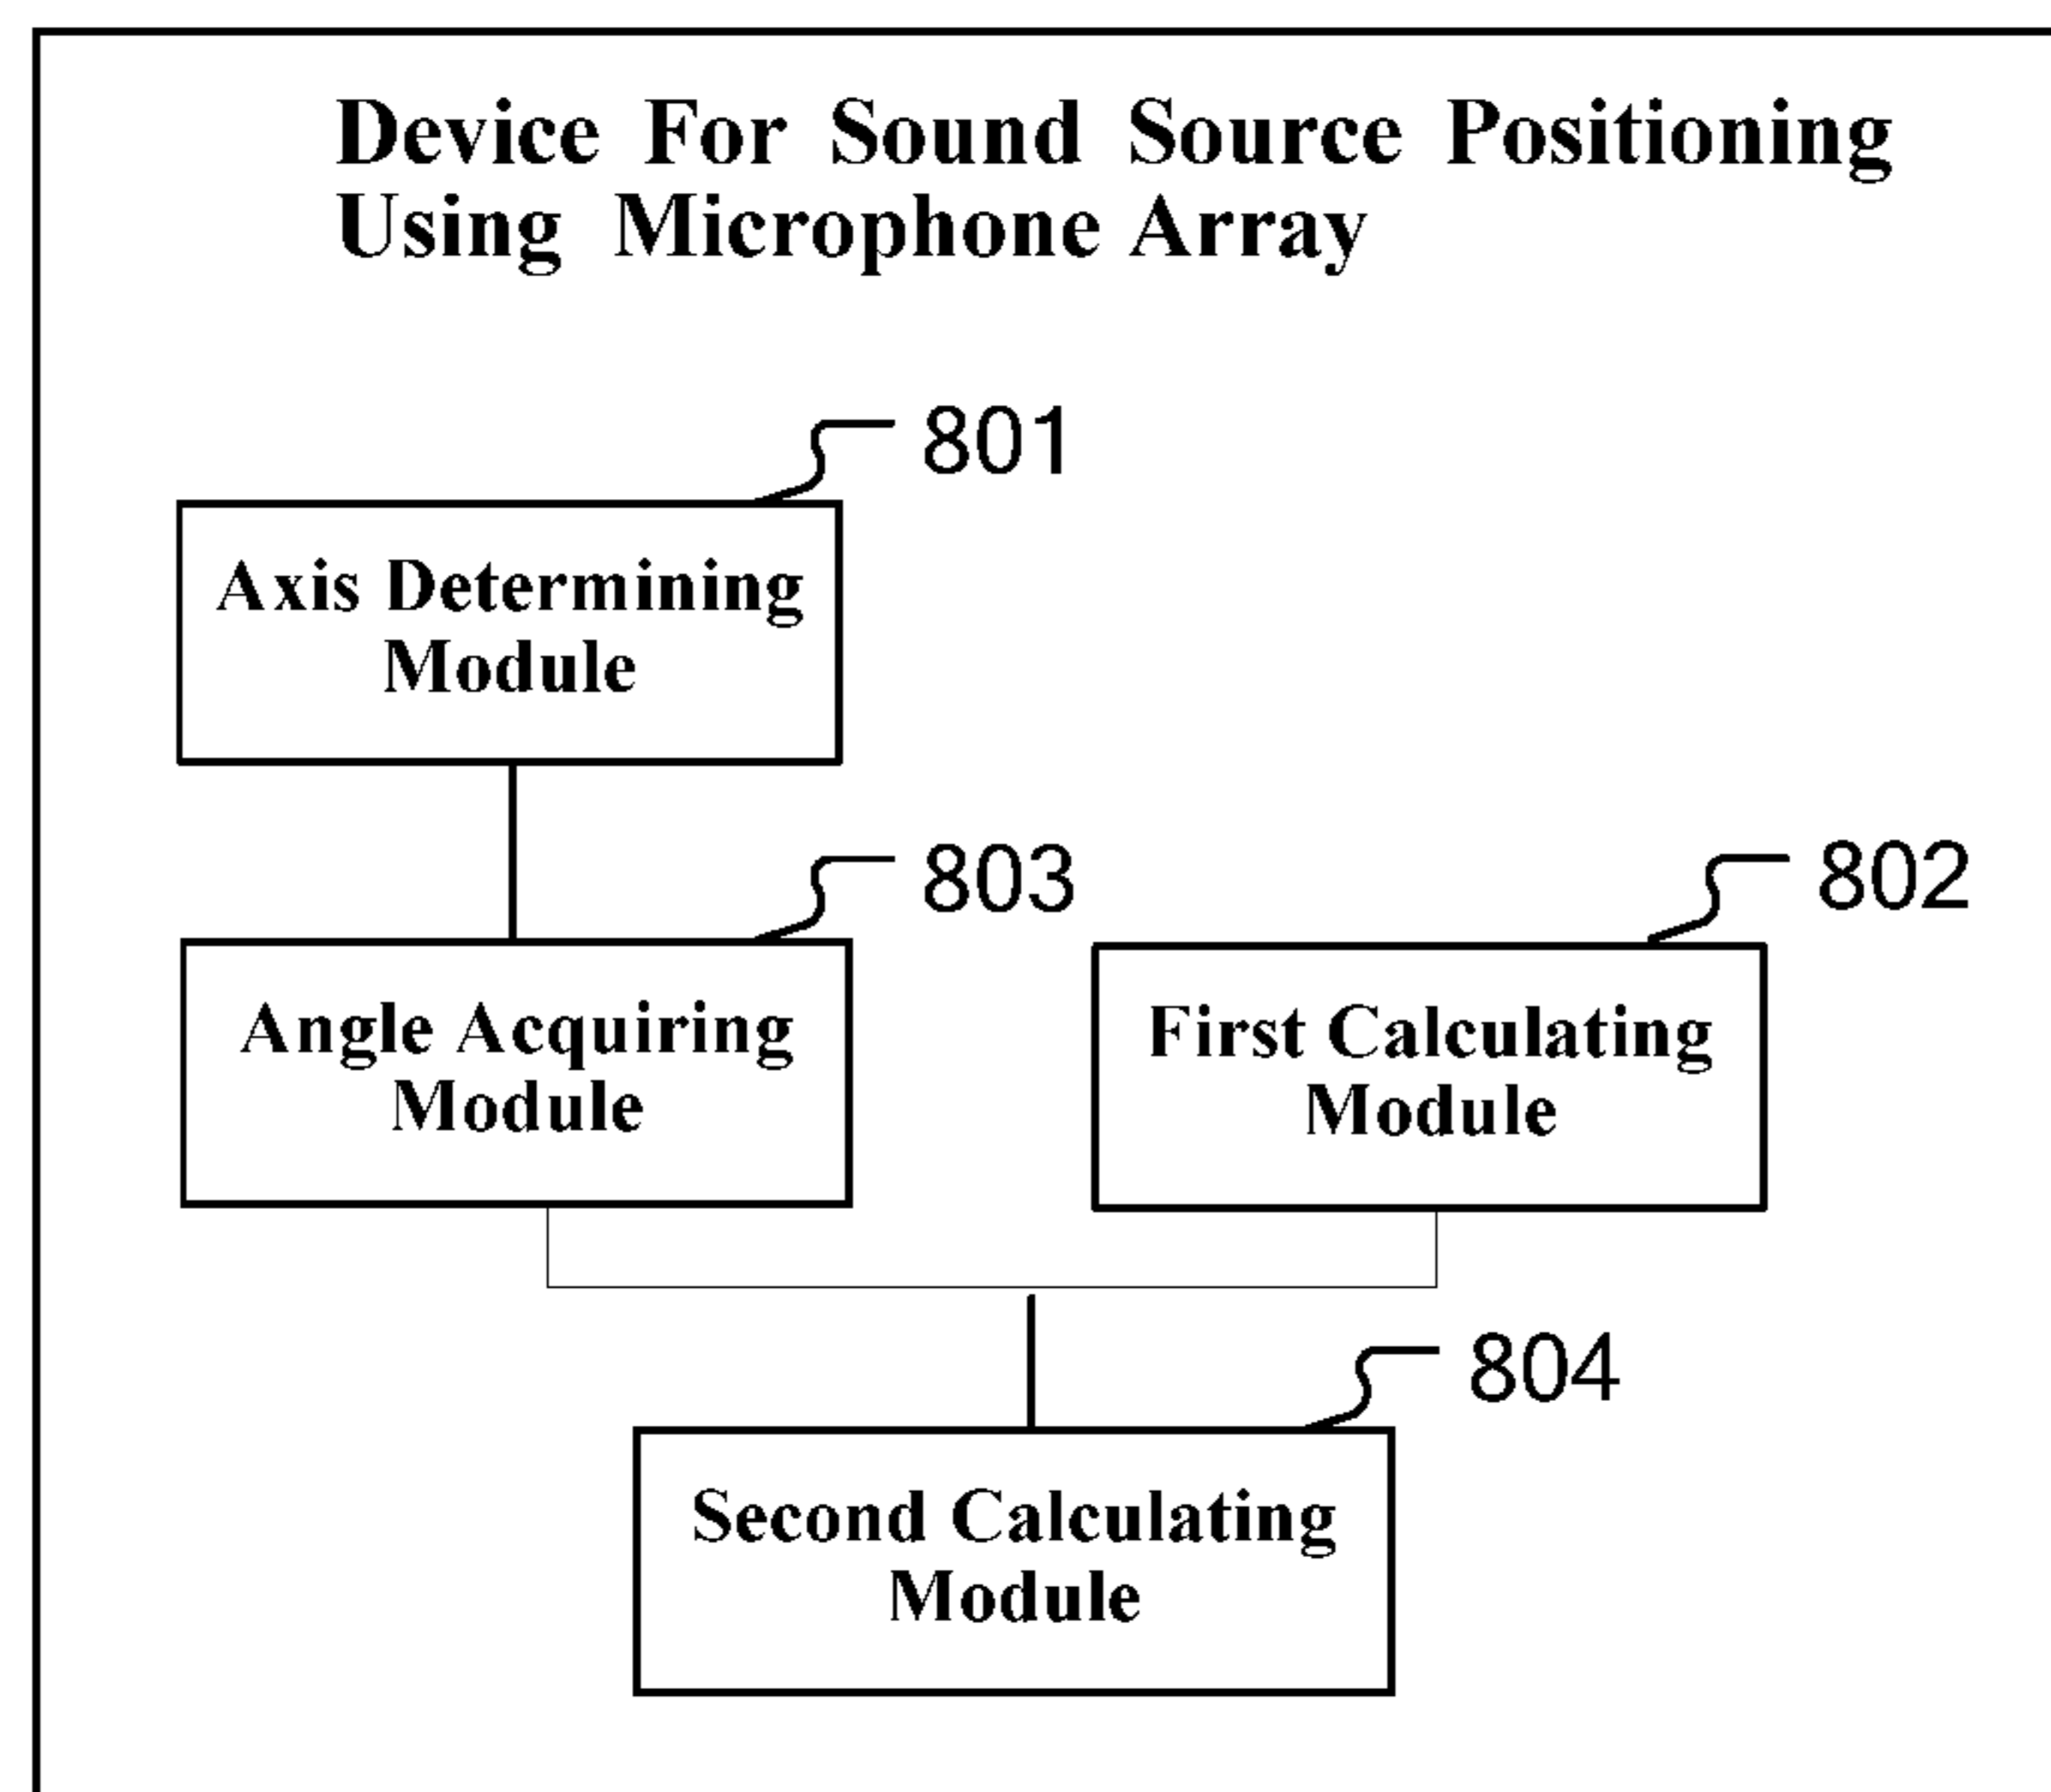 Device For Sound Source Positioning
Using Microphone Array
801
Axis Determining
Module
803
Angle Acquiring
Module
802
First Calculating
Module
804
Second Calculating
Module